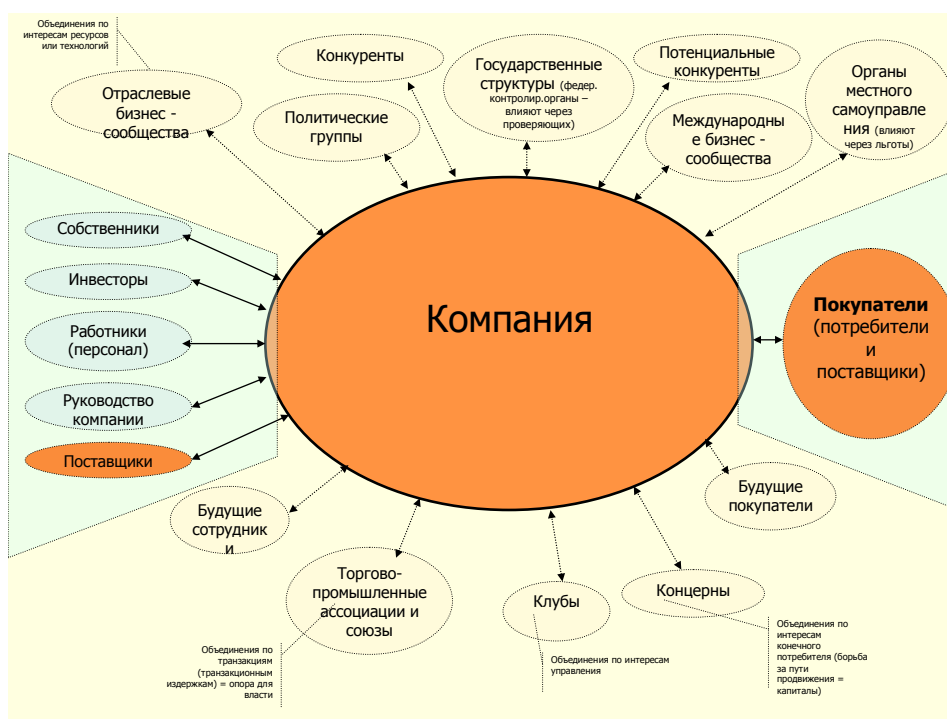 Объединения по
интересам ресурсов
или технологий
Отраслевые
бизнес -
сообщества
Конкуренты
Политические
группы
Государственные
структуры (федер.
контролир.органы –
влияют через
проверяющих)
Потенциальные
конкуренты
Международны
е бизнес -
сообщества
Органы
местного
самоуправле
ния (влияют
через льготы)
Собственники
Инвесторы
Работники
(персонал)
Руководство
компании
Поставщики
Компания
Покупатели
(потребители
и
поставщики)
Будущие
сотрудник
и
Торгово-
промышленные
ассоциации и
союзы
Клубы
Концерны
Будущие
покупатели
Объединения по
транзакциям
(транзакционным
издержкам) = опора для
власти
Объединения по интересам
управления
Объединения по
интересам
конечного
потребителя (борьба
за пути
продвижения =
капиталы)